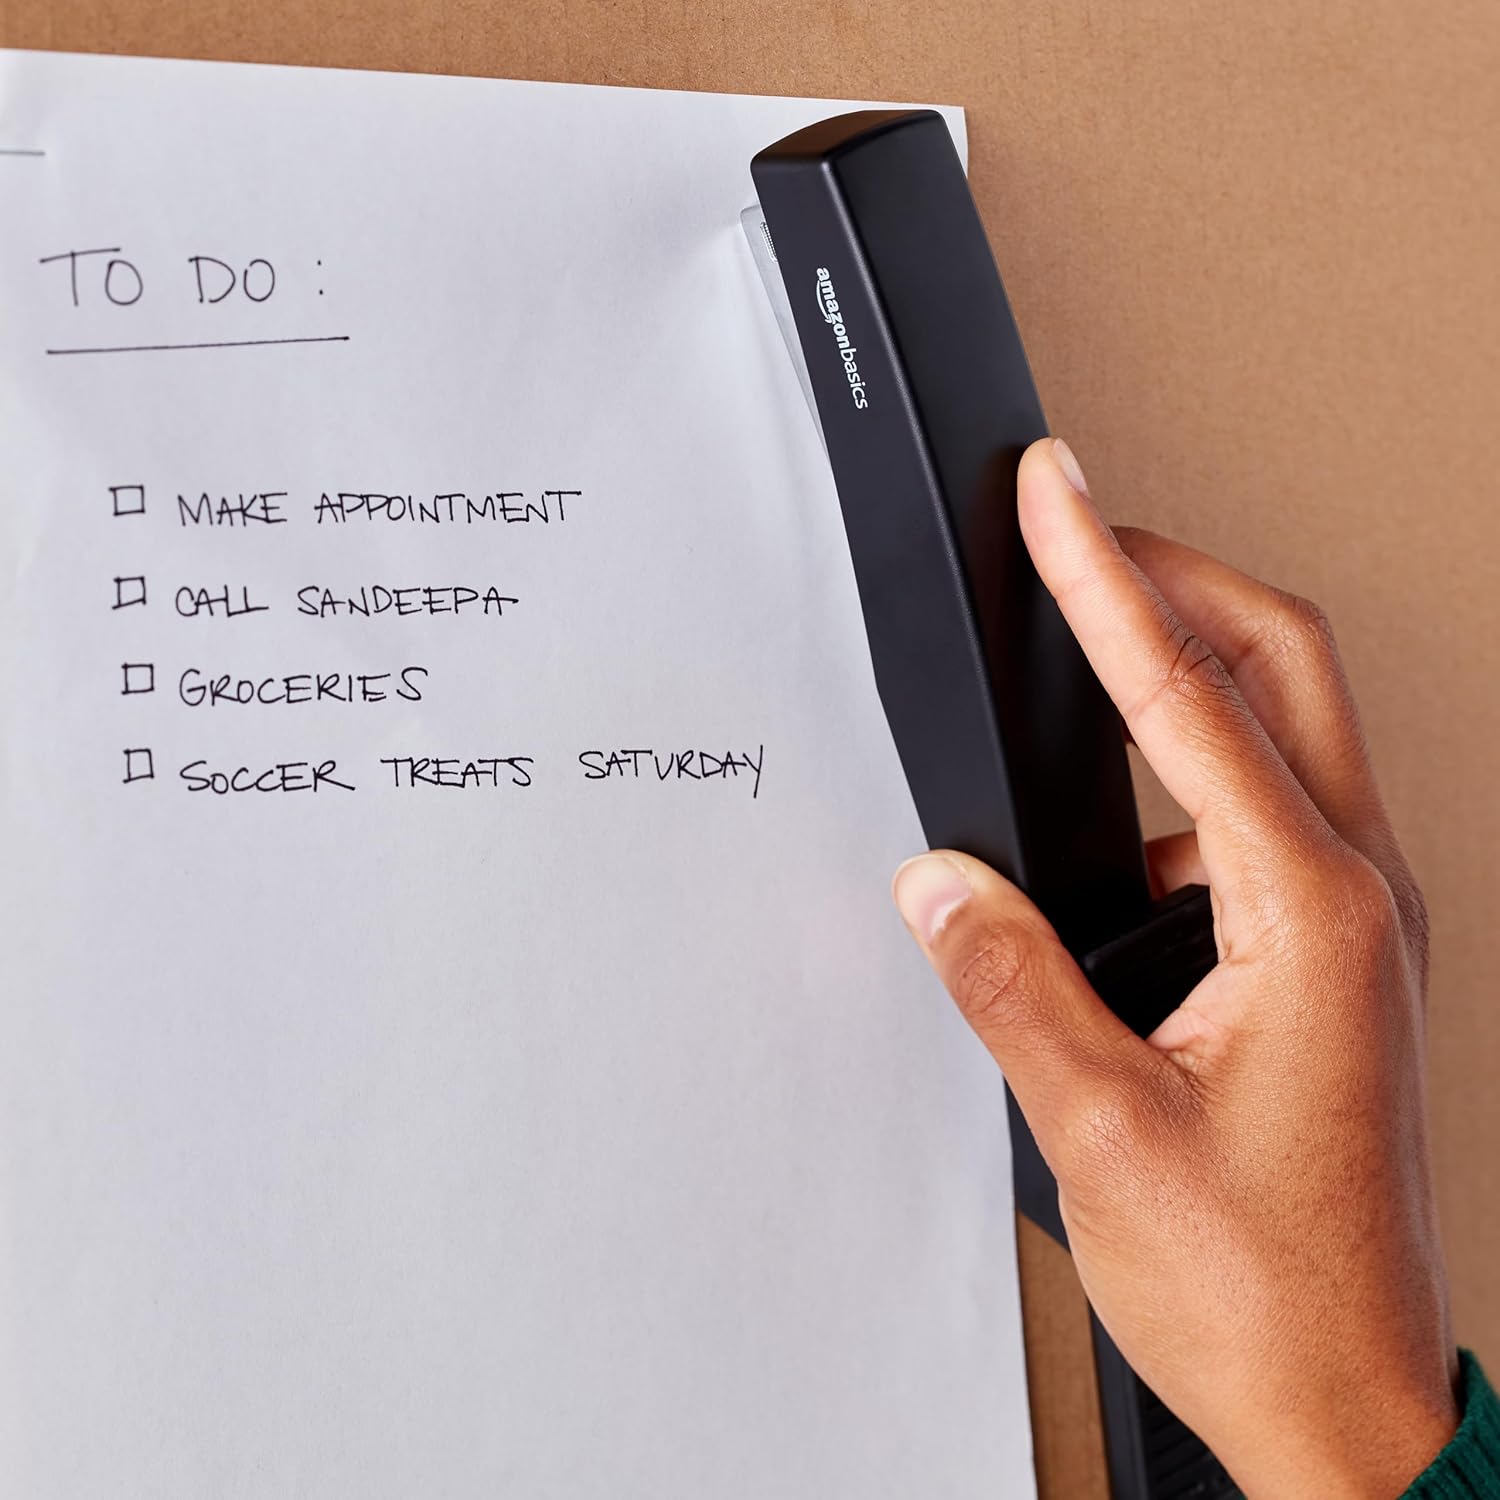 TO DO :
MAKE APPOINTMENT
CALL SANDEEPA
GROCERIES
SOCCER TREATS SATURDAY
amazonbasics